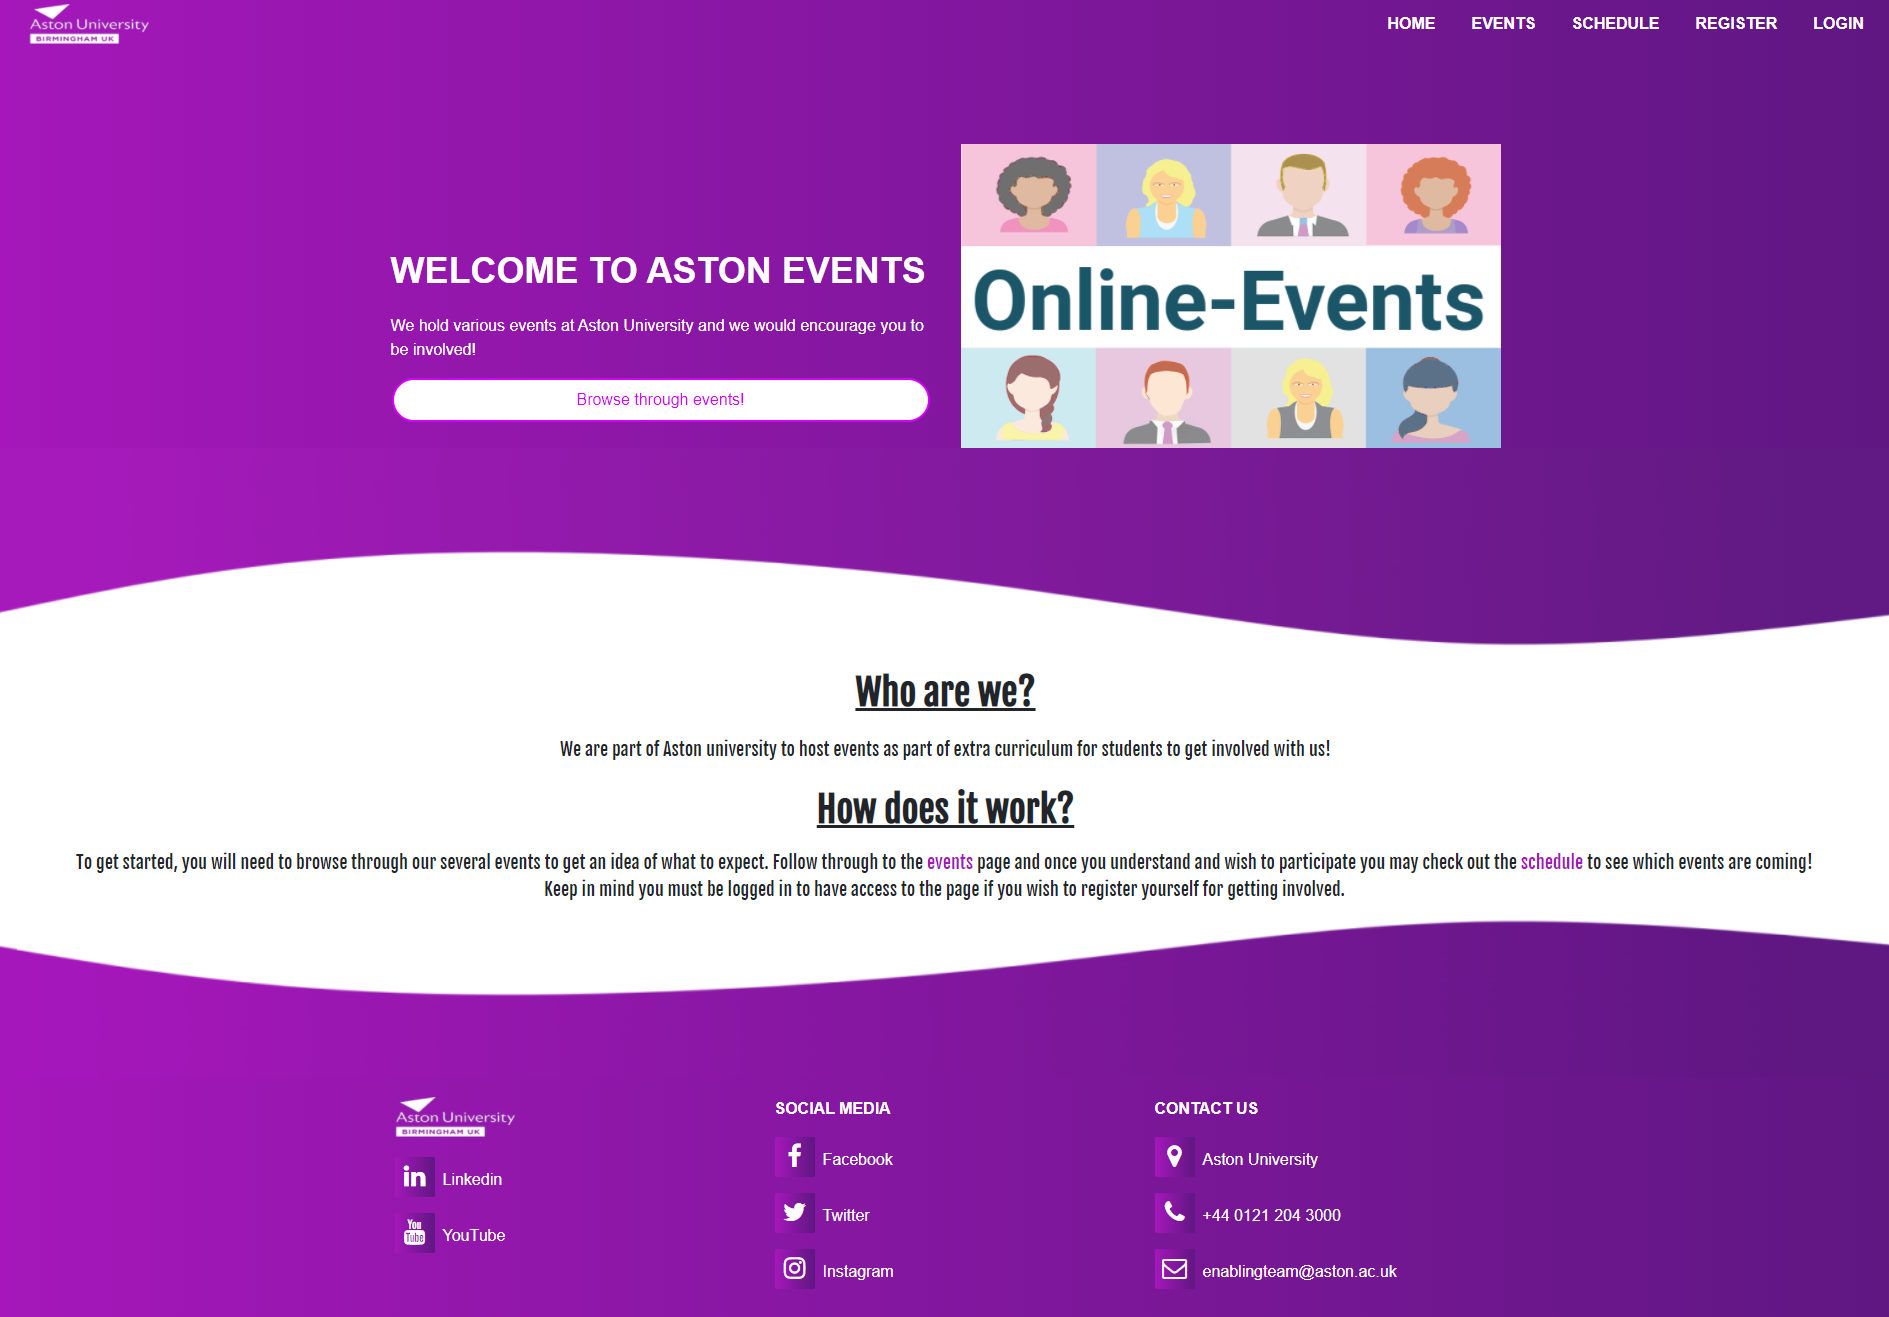 Aston University
BIRMINGHAM UK
HOME EVENTS SCHEDULE REGISTER LOGIN
WELCOME TO ASTON EVENTS
We hold various events at Aston University and we would encourage you to
be involved!
Browse through events!
Online-Events
Who are we?
We are part of Aston university to host events as part of extra curriculum for students to get involved with us!
How does it work?
To get started, you will need to browse through our several events to get an idea of what to expect. Follow through to the events page and once you understand and wish to participate you may check out the schedule to see which events are coming!
Keep in mind you must be logged in to have access to the page if you wish to register yourself for getting involved.
Aston University
BIRMINGHAM UK
in Linkedin
You
Tube
YouTube
SOCIAL MEDIA
Facebook
Twitter
Instagram
CONTACT US
Aston University
+44 0121 204 3000
enablingteam@aston.ac.uk